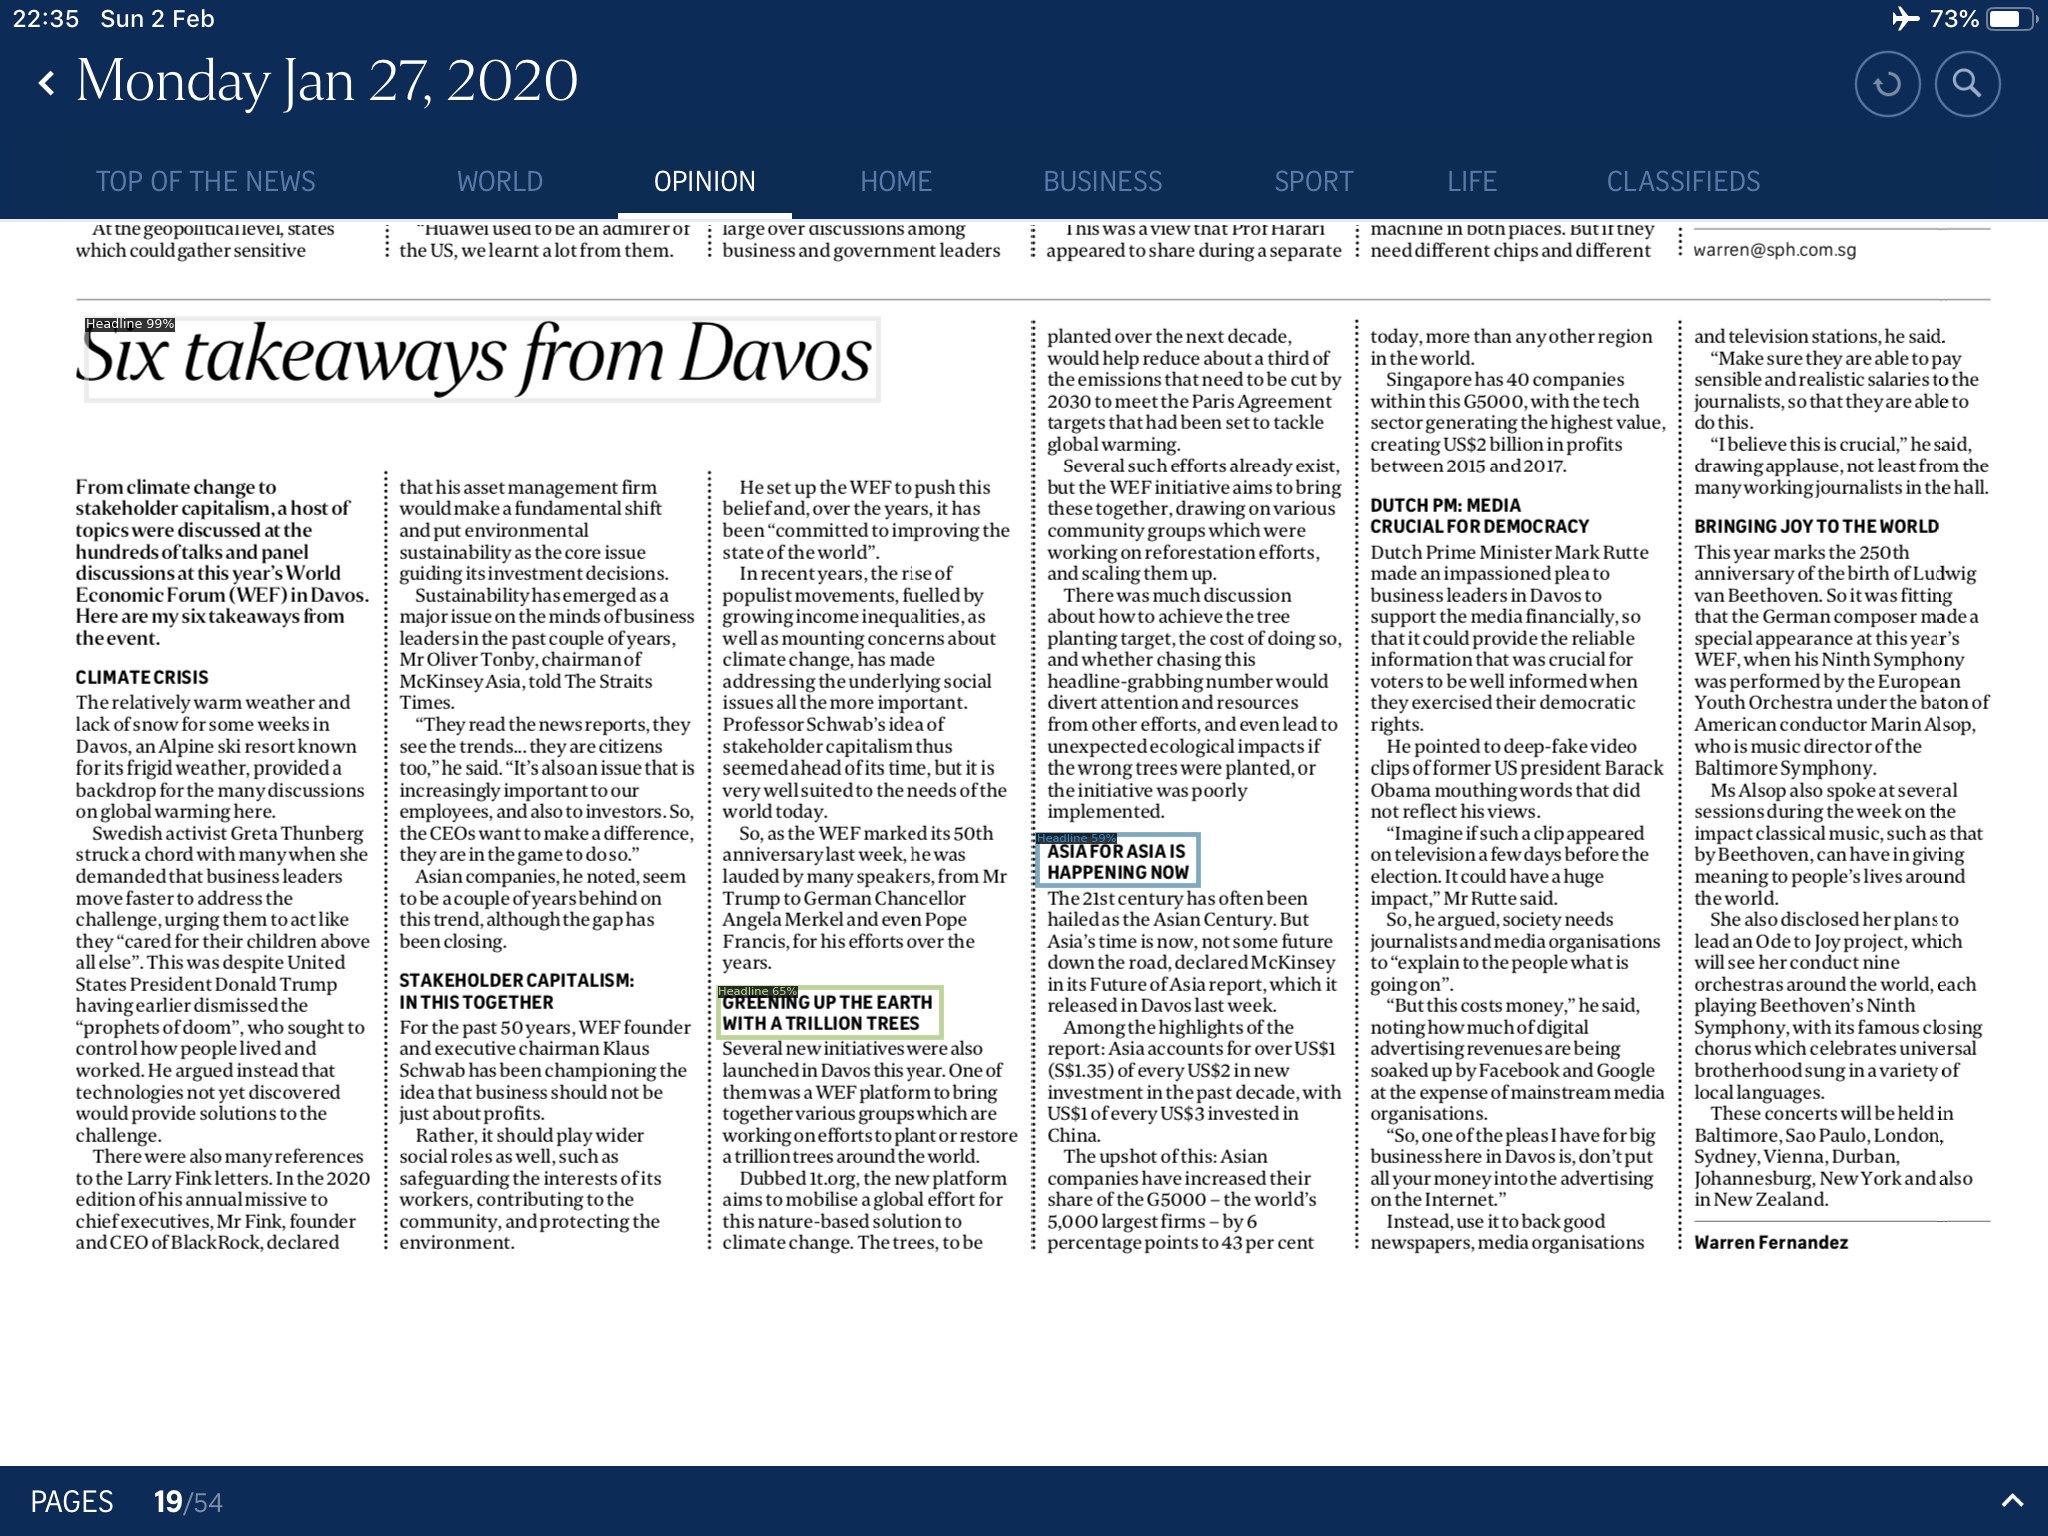 22:35 Sun 2 Feb
73%
Monday Jan 27, 2020
TOP OF THE NEWS WORLD OPINION HOME BUSINESS SPORT LIFE CLASSIFIEDS
At the geopolitical level, states
which could gather sensitive
"Huawei used to be an admirer of
the US, we learnt a lot from them.
large over discussions among
business and government leaders
This was a view that Prof Harari
appeared to share during a separate
machine in both places. But if they
need different chips and different
warren@sph.com.sg
Headline 99%
Six takeaways from Davos
From climate change to
stakeholder capitalism, a host of
topics were discussed at the
hundreds of talks and panel
discussions at this year's World
Economic Forum (WEF) in Davos.
Here are my six takeaways from
the event.
CLIMATE CRISIS
The relatively warm weather and
lack of snow for some weeks in
Davos, an Alpine ski resort known
for its frigid weather, provided a
backdrop for the many discussions
on global warming here.
Swedish activist Greta Thunberg
struck a chord with many when she
demanded that business leaders
move faster to address the
challenge, urging them to act like
they "cared for their children above
all else". This was despite United
States President Donald Trump
having earlier dismissed the
"prophets of doom", who sought to
control how people lived and
worked. He argued instead that
technologies not yet discovered
would provide solutions to the
challenge.
There were also many references
to the Larry Fink letters. In the 2020
edition of his annual missive to
chief executives, Mr Fink, founder
and CEO of BlackRock, declared
that his asset management firm
would make a fundamental shift
and put environmental
sustainability as the core issue
guiding its investment decisions.
Sustainability has emerged as a
major issue on the minds of business
leaders in the past couple of years,
Mr Oliver Tonby, chairman of
McKinsey Asia, told The Straits
Times.
"They read the news reports, they
see the trends... they are citizens
too," he said. "It's also an issue that is
increasingly important to our
employees, and also to investors. So,
the CEOs want to make a difference,
they are in the game to do so."
Asian companies, he noted, seem
to be a couple of years behind on
this trend, although the gap has
been closing.
STAKEHOLDER CAPITALISM:
IN THIS TOGETHER
For the past 50 years, WEF founder
and executive chairman Klaus
Schwab has been championing the
idea that business should not be
just about profits.
Rather, it should play wider
social roles as well, such as
safeguarding the interests of its
workers, contributing to the
community, and protecting the
environment.
He set up the WEF to push this
belief and, over the years, it has
been "committed to improving the
state of the world".
In recent years, the rise of
populist movements, fuelled by
growing income inequalities, as
well as mounting concerns about
climate change, has made
addressing the underlying social
issues all the more important.
Professor Schwab's idea of
stakeholder capitalism thus
seemed ahead of its time, but it is
very well suited to the needs of the
world today.
So, as the WEF marked its 50th
anniversary last week, he was
lauded by many speakers, from Mr
Trump to German Chancellor
Angela Merkel and even Pope
Francis, for his efforts over the
years.
Headline 65%
GREENING UP THE EARTH
WITH A TRILLION TREES
Several new initiatives were also
launched in Davos this year. One of
them was a WEF platform to bring
together various groups which are
working on efforts to plant or restore
a trillion trees around the world.
Dubbed 1t.org, the new platform
aims to mobilise a global effort for
this nature-based solution to
climate change. The trees, to be
planted over the next decade,
would help reduce about a third of
the emissions that need to be cut by
2030 to meet the Paris Agreement
targets that had been set to tackle
global warming.
Several such efforts already exist,
but the WEF initiative aims to bring
these together, drawing on various
community groups which were
working on reforestation efforts,
and scaling them up.
There was much discussion
about how to achieve the tree
planting target, the cost of doing so,
and whether chasing this
headline-grabbing number would
divert attention and resources
from other efforts, and even lead to
unexpected ecological impacts if
the wrong trees were planted, or
the initiative was poorly
implemented.
Headline 59%
ASIA FOR ASIA IS
HAPPENING NOW
The 21st century has often been
hailed as the Asian Century. But
Asia's time is now, not some future
down the road, declared McKinsey
in its Future of Asia report, which it
released in Davos last week.
Among the highlights of the
report: Asia accounts for over US$1
(S$1.35) of every US$2 in new
investment in the past decade, with
US$1 of every US$3 invested in
China.
The upshot of this: Asian
companies have increased their
share of the G5000 – the world's
5,000 largest firms – by 6
percentage points to 43 per cent
today, more than any other region
in the world.
Singapore has 40 companies
within this G5000, with the tech
sector generating the highest value,
creating US$2 billion in profits
between 2015 and 2017.
DUTCH PM: MEDIA
CRUCIAL FOR DEMOCRACY
Dutch Prime Minister Mark Rutte
made an impassioned plea to
business leaders in Davos to
support the media financially, so
that it could provide the reliable
information that was crucial for
voters to be well informed when
they exercised their democratic
rights.
He pointed to deep-fake video
clips of former US president Barack
Obama mouthing words that did
not reflect his views.
"Imagine if such a clip appeared
on television a few days before the
election. It could have a huge
impact," Mr Rutte said.
So, he argued, society needs
journalists and media organisations
to "explain to the people what is
going on".
"But this costs money," he said,
noting how much of digital
advertising revenues are being
soaked up by Facebook and Google
at the expense of mainstream media
organisations.
"So, one of the pleas I have for big
business here in Davos is, don't put
all your money into the advertising
on the Internet."
Instead, use it to back good
newspapers, media organisations
and television stations, he said.
"Make sure they are able to pay
sensible and realistic salaries to the
journalists, so that they are able to
do this.
"I believe this is crucial," he said,
drawing applause, not least from the
many working journalists in the hall.
BRINGING JOY TO THE WORLD
This year marks the 250th
anniversary of the birth of Ludwig
van Beethoven. So it was fitting
that the German composer made a
special appearance at this year's
WEF, when his Ninth Symphony
was performed by the European
Youth Orchestra under the baton of
American conductor Marin Alsop,
who is music director of the
Baltimore Symphony.
Ms Alsop also spoke at several
sessions during the week on the
impact classical music, such as that
by Beethoven, can have in giving
meaning to people's lives around
the world.
She also disclosed her plans to
lead an Ode to Joy project, which
will see her conduct nine
orchestras around the world, each
playing Beethoven's Ninth
Symphony, with its famous closing
chorus which celebrates universal
brotherhood sung in a variety of
local languages.
These concerts will be held in
Baltimore, Sao Paulo, London,
Sydney, Vienna, Durban,
Johannesburg, New York and also
in New Zealand.
Warren Fernandez
PAGES 19/54